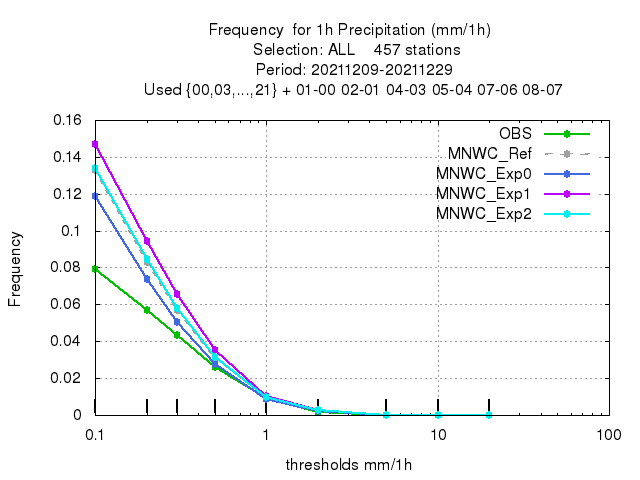 Frequency  for 1h Precipitation (mm/1h)
Selection: ALL    457 stations
Period: 20211209-20211229
Used {00,03,...,21} + 01-00 02-01 04-03 05-04 07-06 08-07
0.16
0.14
0.12
0.1
0.08
0.06
0.04
0.02
0
Frequency
OBS
MNWC_Ref
MNWC_Exp0
MNWC_Exp1
MNWC_Exp2
0.1
1
10
100
thresholds mm/1h